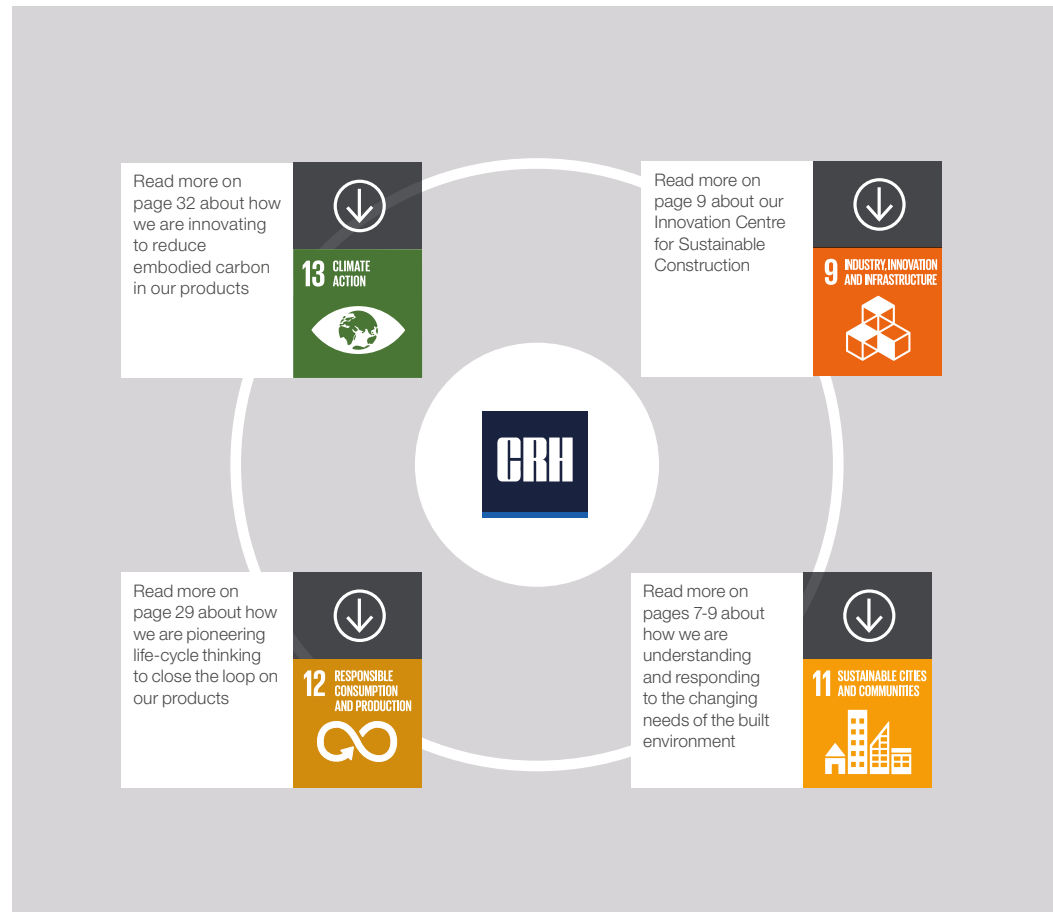 Read more on
page 32 about how
we are innovating
to reduce
embodied carbon
in our products
13 CLIMATE
ACTION
Read more on
page 9 about our
Innovation Centre
for Sustainable
Construction
9 INDUSTRY, INNOVATION
AND INFRASTRUCTURE
CRH
Read more on
page 29 about how
we are pioneering
life-cycle thinking
to close the loop on
our products
12 RESPONSIBLE
CONSUMPTION
AND PRODUCTION
Read more on
pages 7-9 about
how we are
understanding
and responding
to the changing
needs of the built
environment
11 SUSTAINABLE CITIES
AND COMMUNITIES